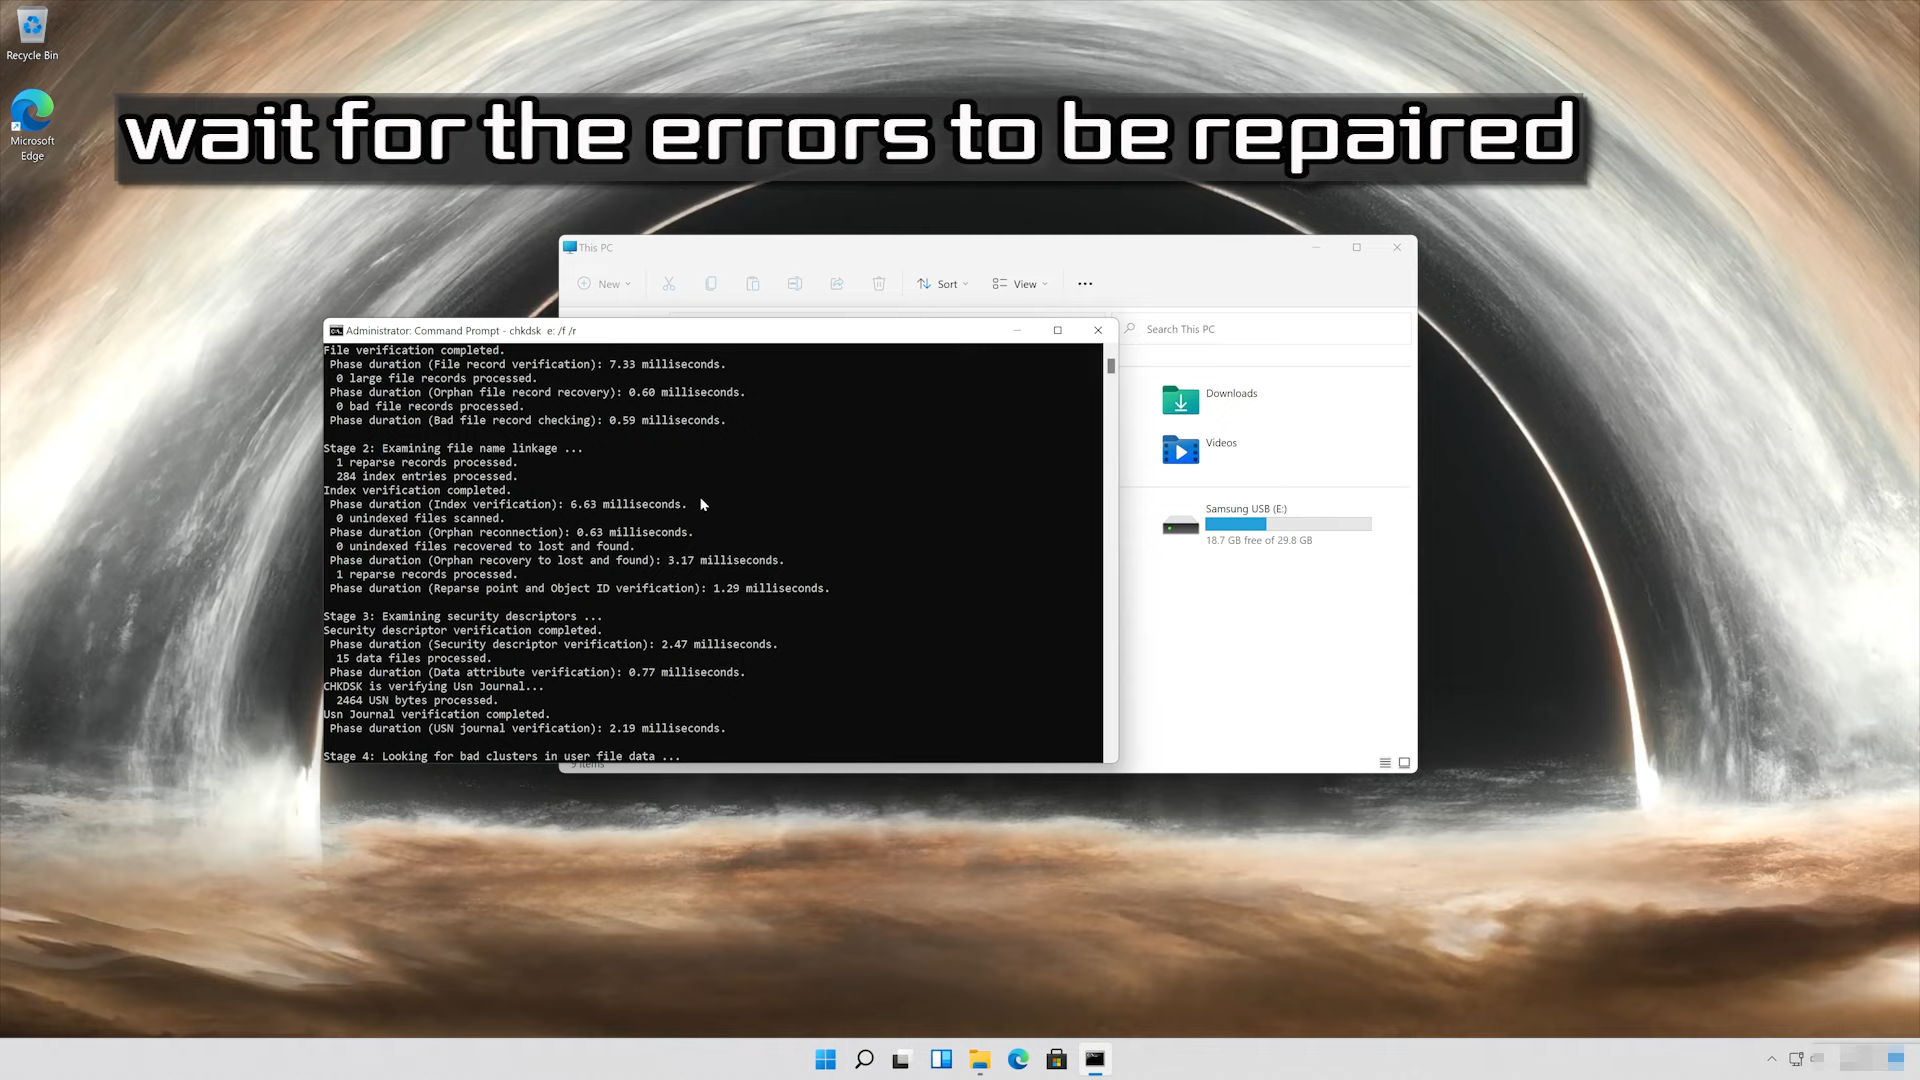 Recycle Bin
Microsoft
Edge
wait for the errors to be repaired
This PC
New
Sort
View
Search This PC
Administrator: Command Prompt - chkdsk  e: /f /r
File verification completed.
 Phase duration (File record verification): 7.33 milliseconds.
  0 large file records processed.
 Phase duration (Orphan file record recovery): 0.60 milliseconds.
  0 bad file records processed.
 Phase duration (Bad file record checking): 0.59 milliseconds.
Stage 2: Examining file name linkage ...
  1 reparse records processed.
  284 index entries processed.
Index verification completed.
 Phase duration (Index verification): 6.63 milliseconds.
  0 unindexed files scanned.
 Phase duration (Orphan reconnection): 0.63 milliseconds.
  0 unindexed files recovered to lost and found.
 Phase duration (Orphan recovery to lost and found): 3.17 milliseconds.
  1 reparse records processed.
 Phase duration (Reparse point and Object ID verification): 1.29 milliseconds.
Stage 3: Examining security descriptors ...
Security descriptor verification completed.
 Phase duration (Security descriptor verification): 2.47 milliseconds.
  15 data files processed.
 Phase duration (Data attribute verification): 0.77 milliseconds.
CHKDSK is verifying Usn Journal...
  2464 USN bytes processed.
Usn Journal verification completed.
 Phase duration (USN journal verification): 2.19 milliseconds.
Stage 4: Looking for bad clusters in user file data ...
Downloads
Videos
Samsung USB (E:)
18.7 GB free of 29.8 GB